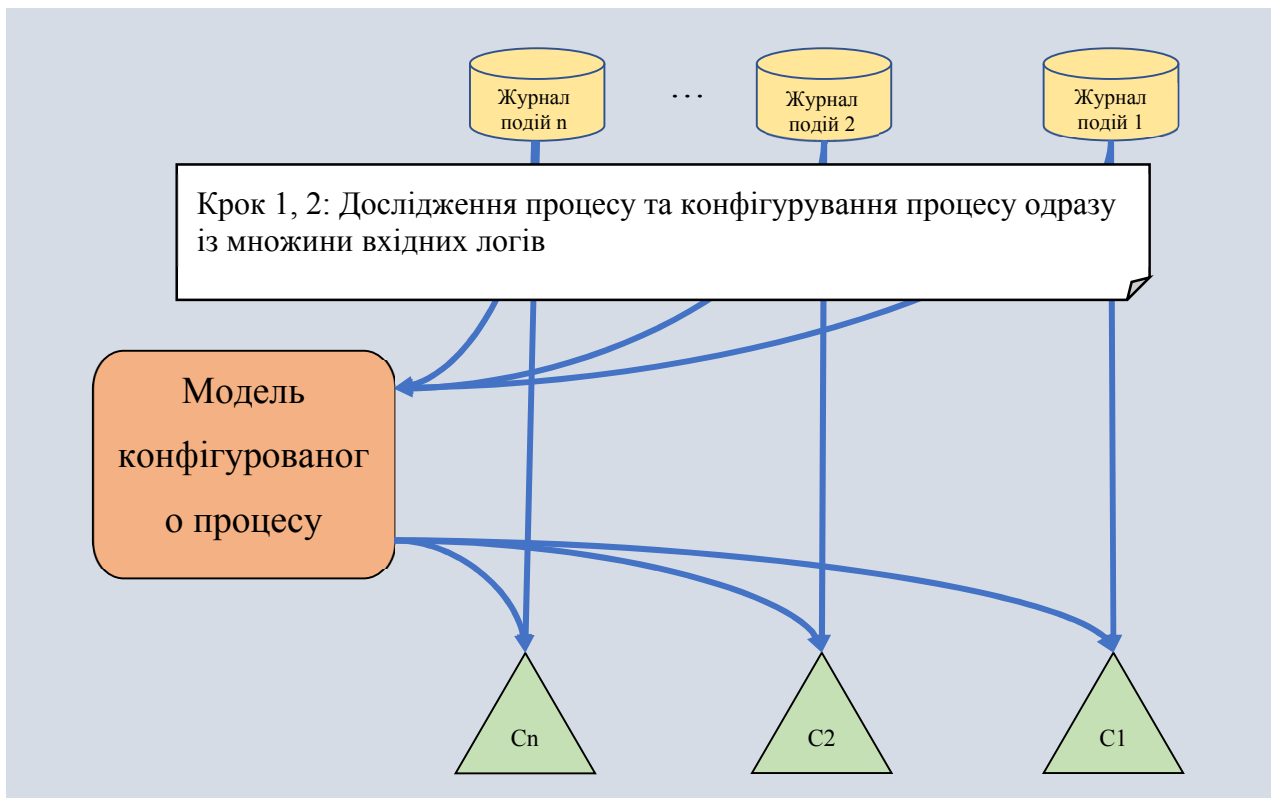 Журнал
подій n
...
Журнал
подій 2
Журнал
подій 1
Крок 1, 2: Дослідження процесу та конфігурування процесу одразу
із множини вхідних логів
Модель
конфігурованог
о процесу
Cn
C2
C1